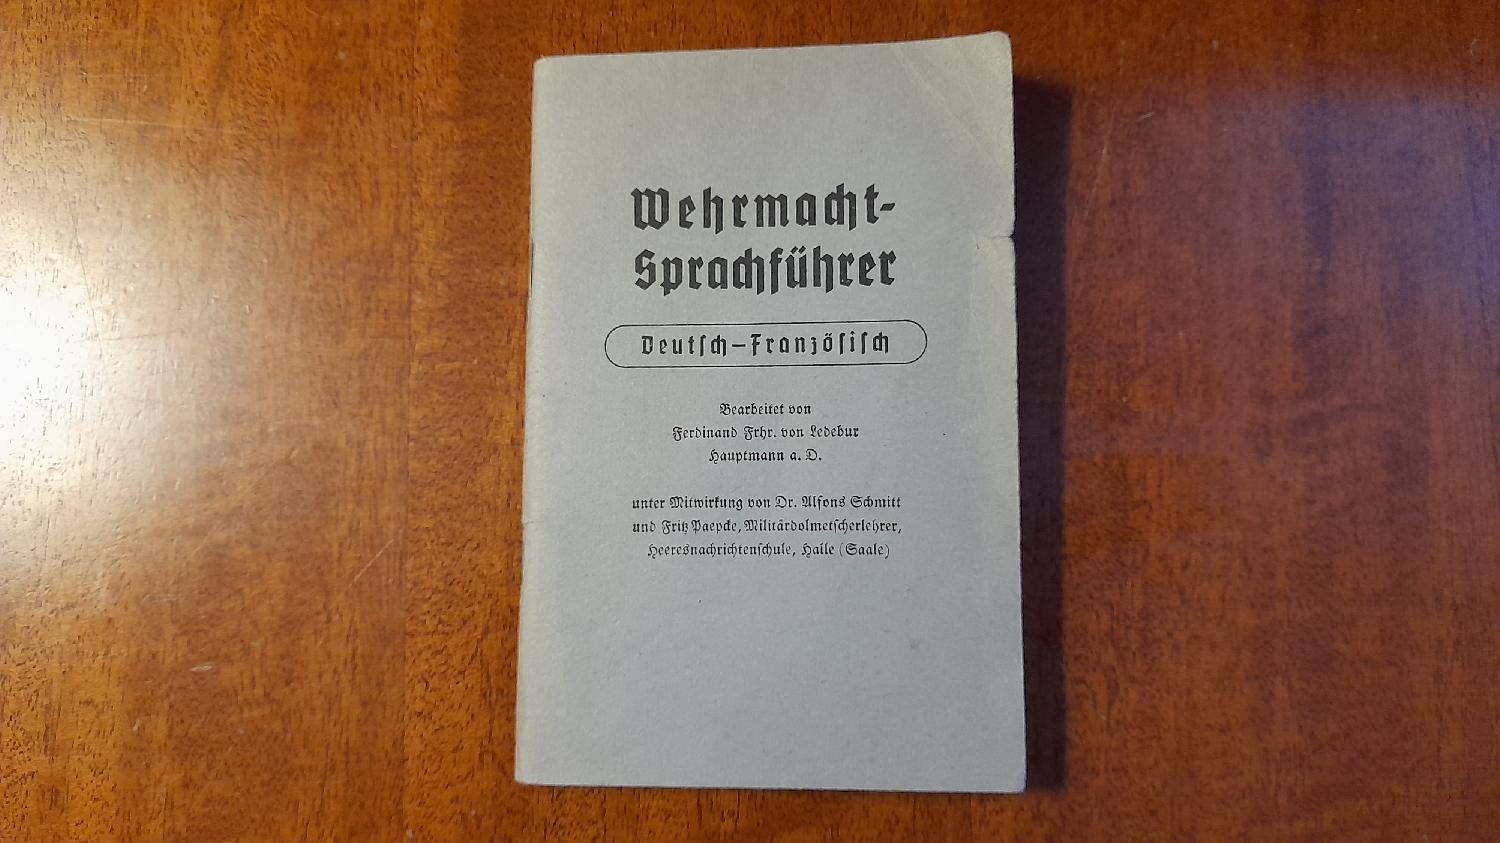 Wehrmacht-
Sprachführer
Deutſch–Franzöſiſch
Bearbeitet von
Ferdinand Frhr. von Ledebur
Hauptmann a. D.
unter Mitwirkung von Dr. Alfons Schmitt
und Fritz Paepcke, Militärdolmetſcherlehrer,
Heeresnachrichtenſchule, Halle (Saale)